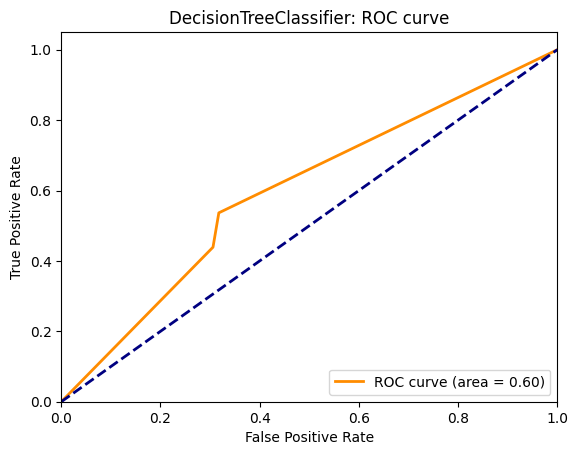 DecisionTreeClassifier: ROC curve
1.0
0.8
0.6
0.4
0.2
0.0
True Positive Rate
ROC curve (area = 0.60)
0.0 0.2 0.4 0.6 0.8 1.0
False Positive Rate